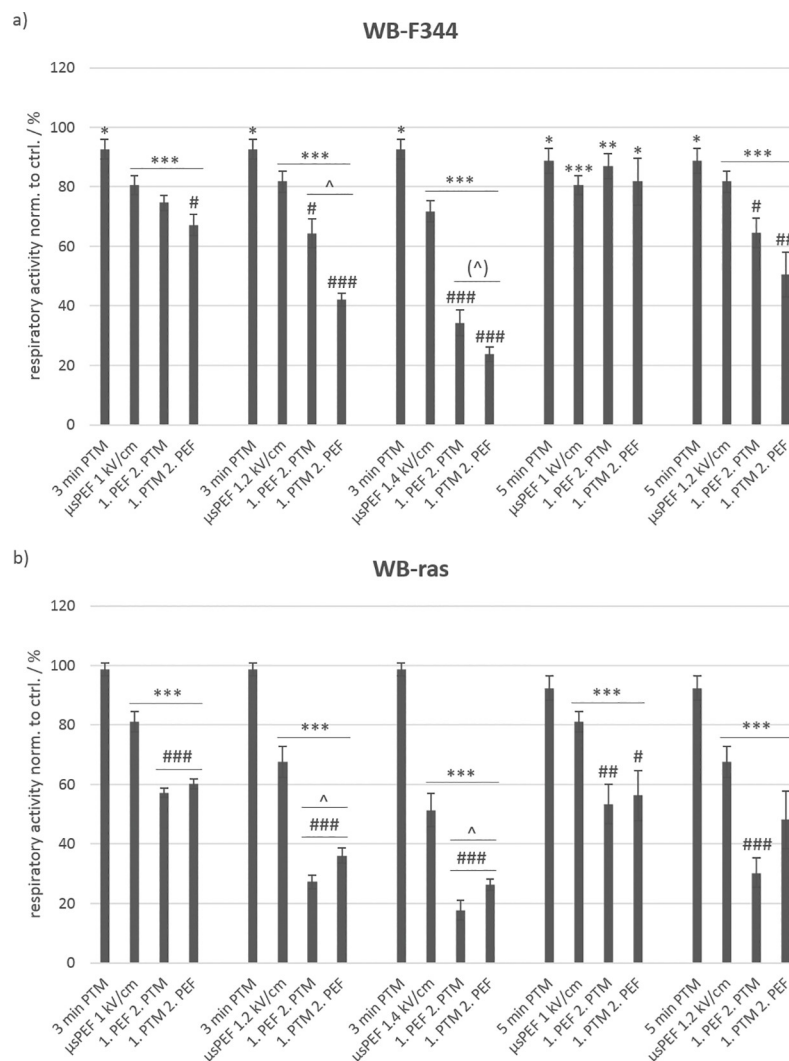 a)
WB-F344
respiratory activity norm. to ctrl. / %
120
100
80
60
40
20
0
* *** #
* *** ^ # ###
* *** (^) ### ###
* *** ** *
* *** # ##
3 min PTM
µsPEF 1 kV/cm
1. PEF 2. PTM
1. PTM 2. PEF
3 min PTM
µsPEF 1.2 kV/cm
1. PEF 2. PTM
1. PTM 2. PEF
3 min PTM
µsPEF 1.4 kV/cm
1. PEF 2. PTM
1. PTM 2. PEF
5 min PTM
µsPEF 1 kV/cm
1. PEF 2. PTM
1. PTM 2. PEF
5 min PTM
µsPEF 1.2 kV/cm
1. PEF 2. PTM
1. PTM 2. PEF
b)
WB-ras
respiratory activity norm. to ctrl. / %
120
100
80
60
40
20
0
*** ###
*** ^ ###
*** ^ ###
*** ## #
*** ###
3 min PTM
µsPEF 1 kV/cm
1. PEF 2. PTM
1. PTM 2. PEF
3 min PTM
usPEF 1.2 kV/cm
1. PEF 2. PTM
1. PTM 2. PEF
3 min PTM
usPEF 1.4 kV/cm
1. PEF 2. PTM
1. PTM 2. PEF
5 min PTM
µsPEF 1 kV/cm
1. PEF 2. PTM
1. PTM 2. PEF
5 min PTM
µsPEF 1.2 kV/cm
1. PEF 2. PTM
1. PTM 2. PEF